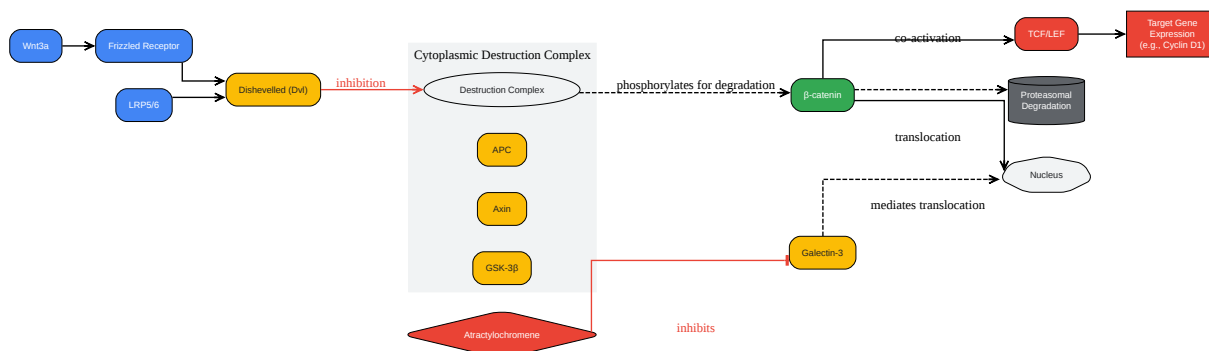 Wnt3a
Frizzled Receptor
LRP5/6
Dishevelled (Dvl)
inhibition
Cytoplasmic Destruction Complex
Destruction Complex
APC
Axin
GSK-3β
Atractylochromene
phosphorylates for degradation
β-catenin
co-activation
TCF/LEF
Target Gene
Expression
(e.g., Cyclin D1)
Proteasomal
Degradation
translocation
Nucleus
mediates translocation
Galectin-3
inhibits